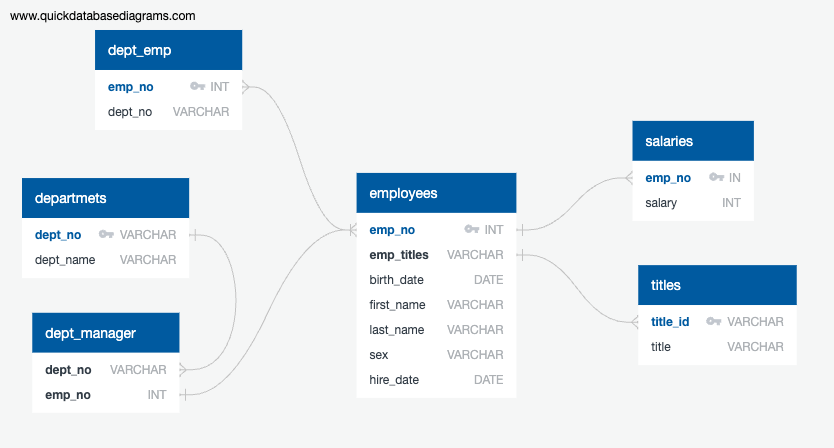 www.quickdatabasediagrams.com
dept_emp
emp_no INT
dept_no VARCHAR
departmets
dept_no VARCHAR
dept_name VARCHAR
dept_manager
dept_no VARCHAR
emp_no INT
employees
emp_no INT
emp_titles VARCHAR
birth_date DATE
first_name VARCHAR
last_name VARCHAR
sex VARCHAR
hire_date DATE
salaries
emp_no IN
salary INT
titles
title_id VARCHAR
title VARCHAR